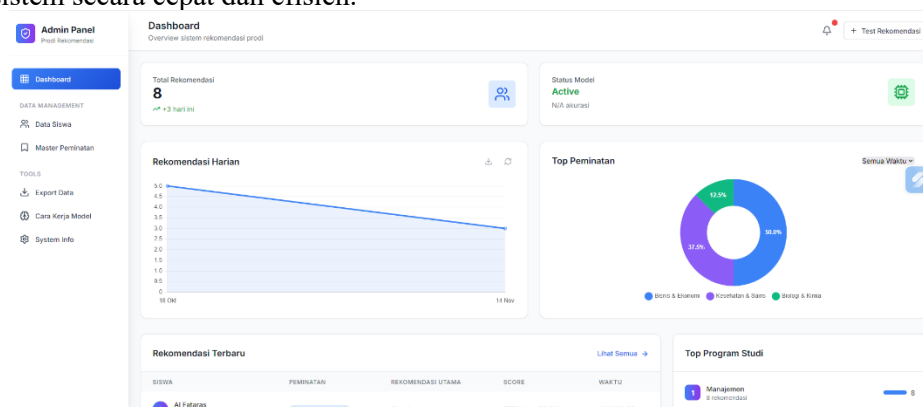 sistem secara cepat dan efisien.
Admin Panel
Prodi Rekomendasi
Dashboard
DATA MANAGEMENT
Data Siswa
Master Peminatan
TOOLS
Export Data
Cara Kerja Model
System Info
Dashboard
Overview sistem rekomendasi prodi
+ Test Rekomendasi
Total Rekomendasi
8
+3 hari ini
Status Model
Active
N/A akurasi
Rekomendasi Harian
5.0
4.5
4.0
3.5
3.0
2.5
2.0
1.5
1.0
0.5
0
14 Nov
Top Peminatan
Semua Waktu
12.5%
37.5%
50.0%
Bisnis & Ekonomi
Kesehatan & Sains
Biologi & Kimia
Rekomendasi Terbaru
Lihat Semua →
SISWA PEMINATAN REKOMENDASI UTAMA SCORE WAKTU
Al Fataras
Top Program Studi
1 Manajemen 8
8 rekomendasi